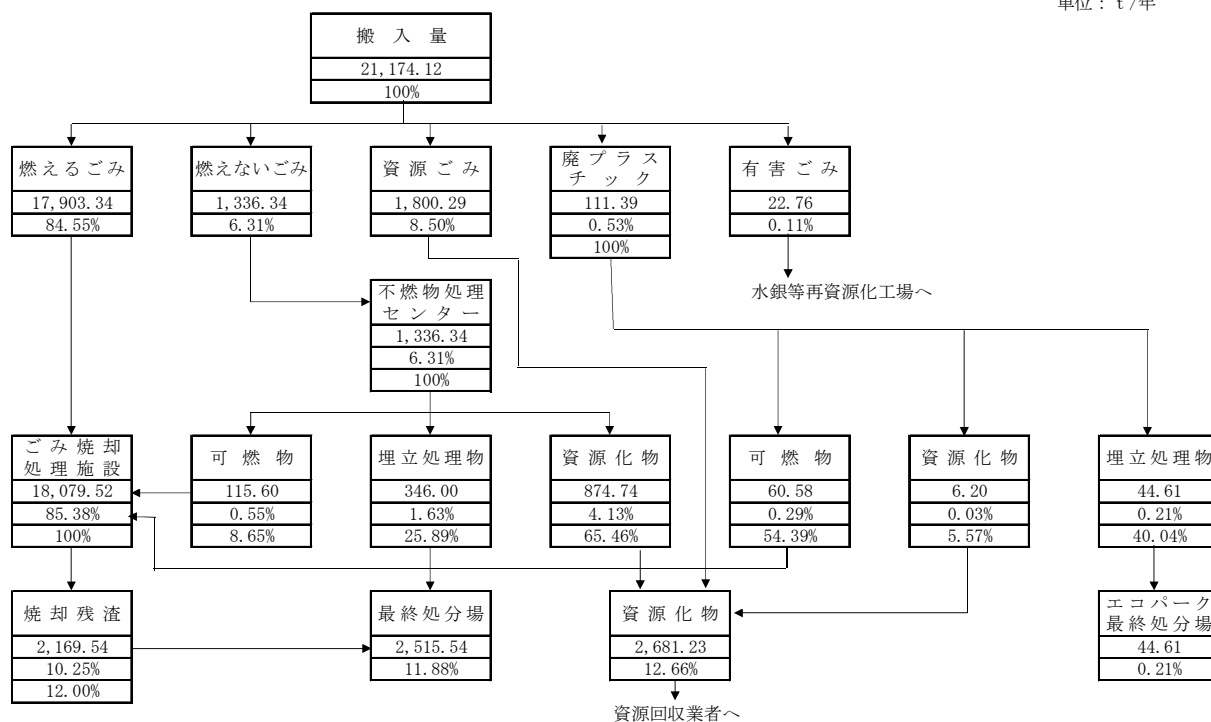 単位：t/年
搬入量
21,174.12
100%
燃えるごみ
17,903.34
84.55%
燃えないごみ
1,336.34
6.31%
資源ごみ
1,800.29
8.50%
廃プラス
チック
111.39
0.53%
100%
有害ごみ
22.76
0.11%
水銀等再資源化工場へ
不燃物処理
センター
1,336.34
6.31%
100%
ごみ焼却
処理施設
18,079.52
85.38%
100%
可燃物
115.60
0.55%
8.65%
埋立処理物
346.00
1.63%
25.89%
資源化物
874.74
4.13%
65.46%
可燃物
60.58
0.29%
54.39%
資源化物
6.20
0.03%
5.57%
埋立処理物
44.61
0.21%
40.04%
焼却残渣
2,169.54
10.25%
12.00%
最終処分場
2,515.54
11.88%
資源化物
2,681.23
12.66%
資源回収業者へ
エコパーク
最終処分場
44.61
0.21%